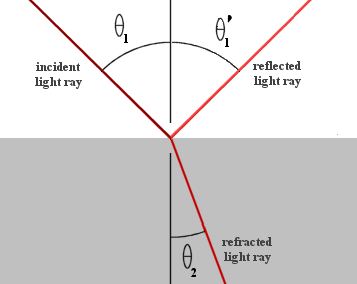 θ₁
θ₁'
incident
light ray
reflected
light ray
refracted
light ray
θ₂